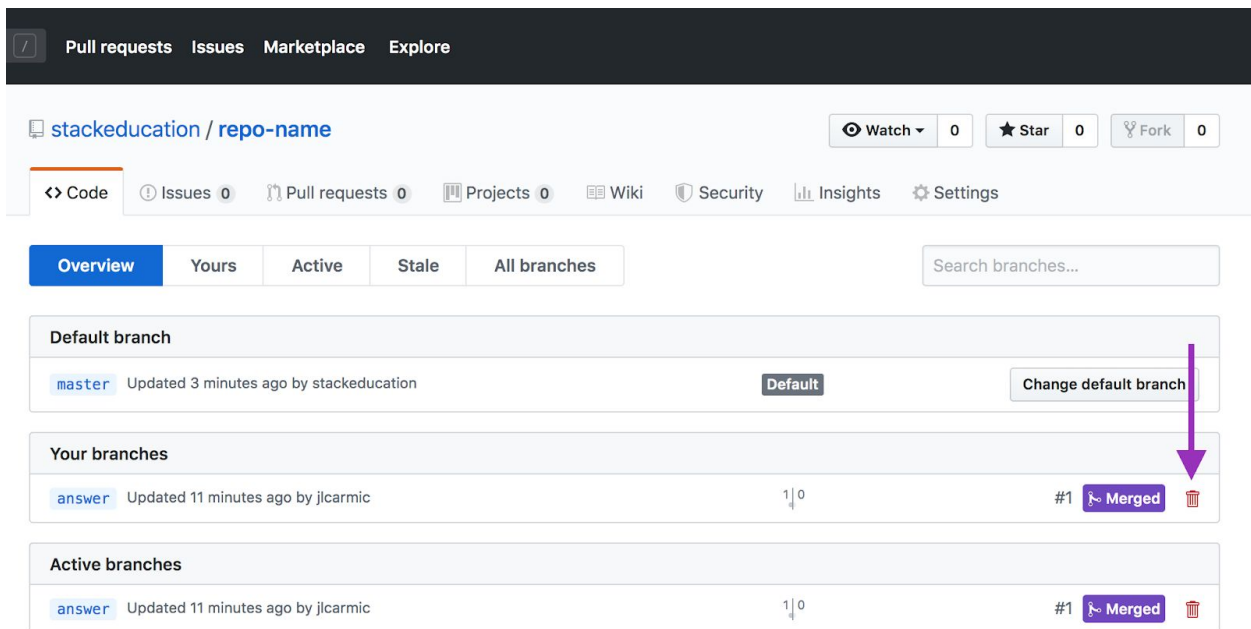 / Pull requests Issues Marketplace Explore
stackeducation / repo-name Watch 0 Star 0 Fork 0
<> Code Issues 0 Pull requests 0 Projects 0 Wiki Security Insights Settings
Overview Yours Active Stale All branches Search branches...
Default branch
master Updated 3 minutes ago by stackeducation Default Change default branch
Your branches
answer Updated 11 minutes ago by jlcarmic 1 0 #1 Merged
Active branches
answer Updated 11 minutes ago by jlcarmic 1 0 #1 Merged